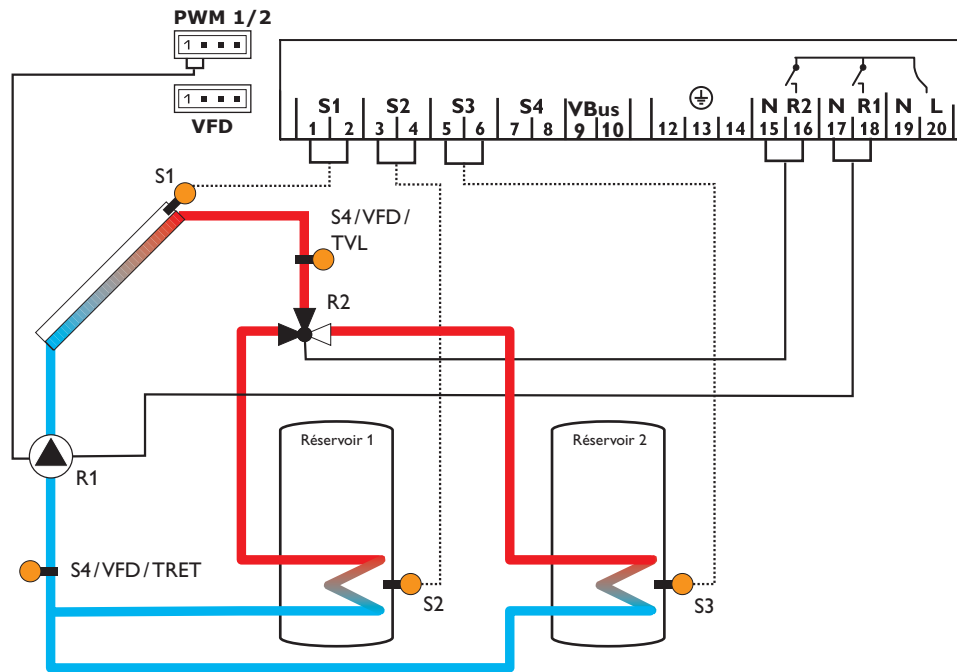 PWM 1/2
1
1
VFD
S1 S2 S3 S4 VBus N R2 N R1 N L
1 2 3 4 5 6 7 8 9 10 12 13 14 15 16 17 18 19 20
S1
S4/VFD/
TVL
R2
Réservoir 1
Réservoir 2
R1
S4/VFD/TRET
S2
S3